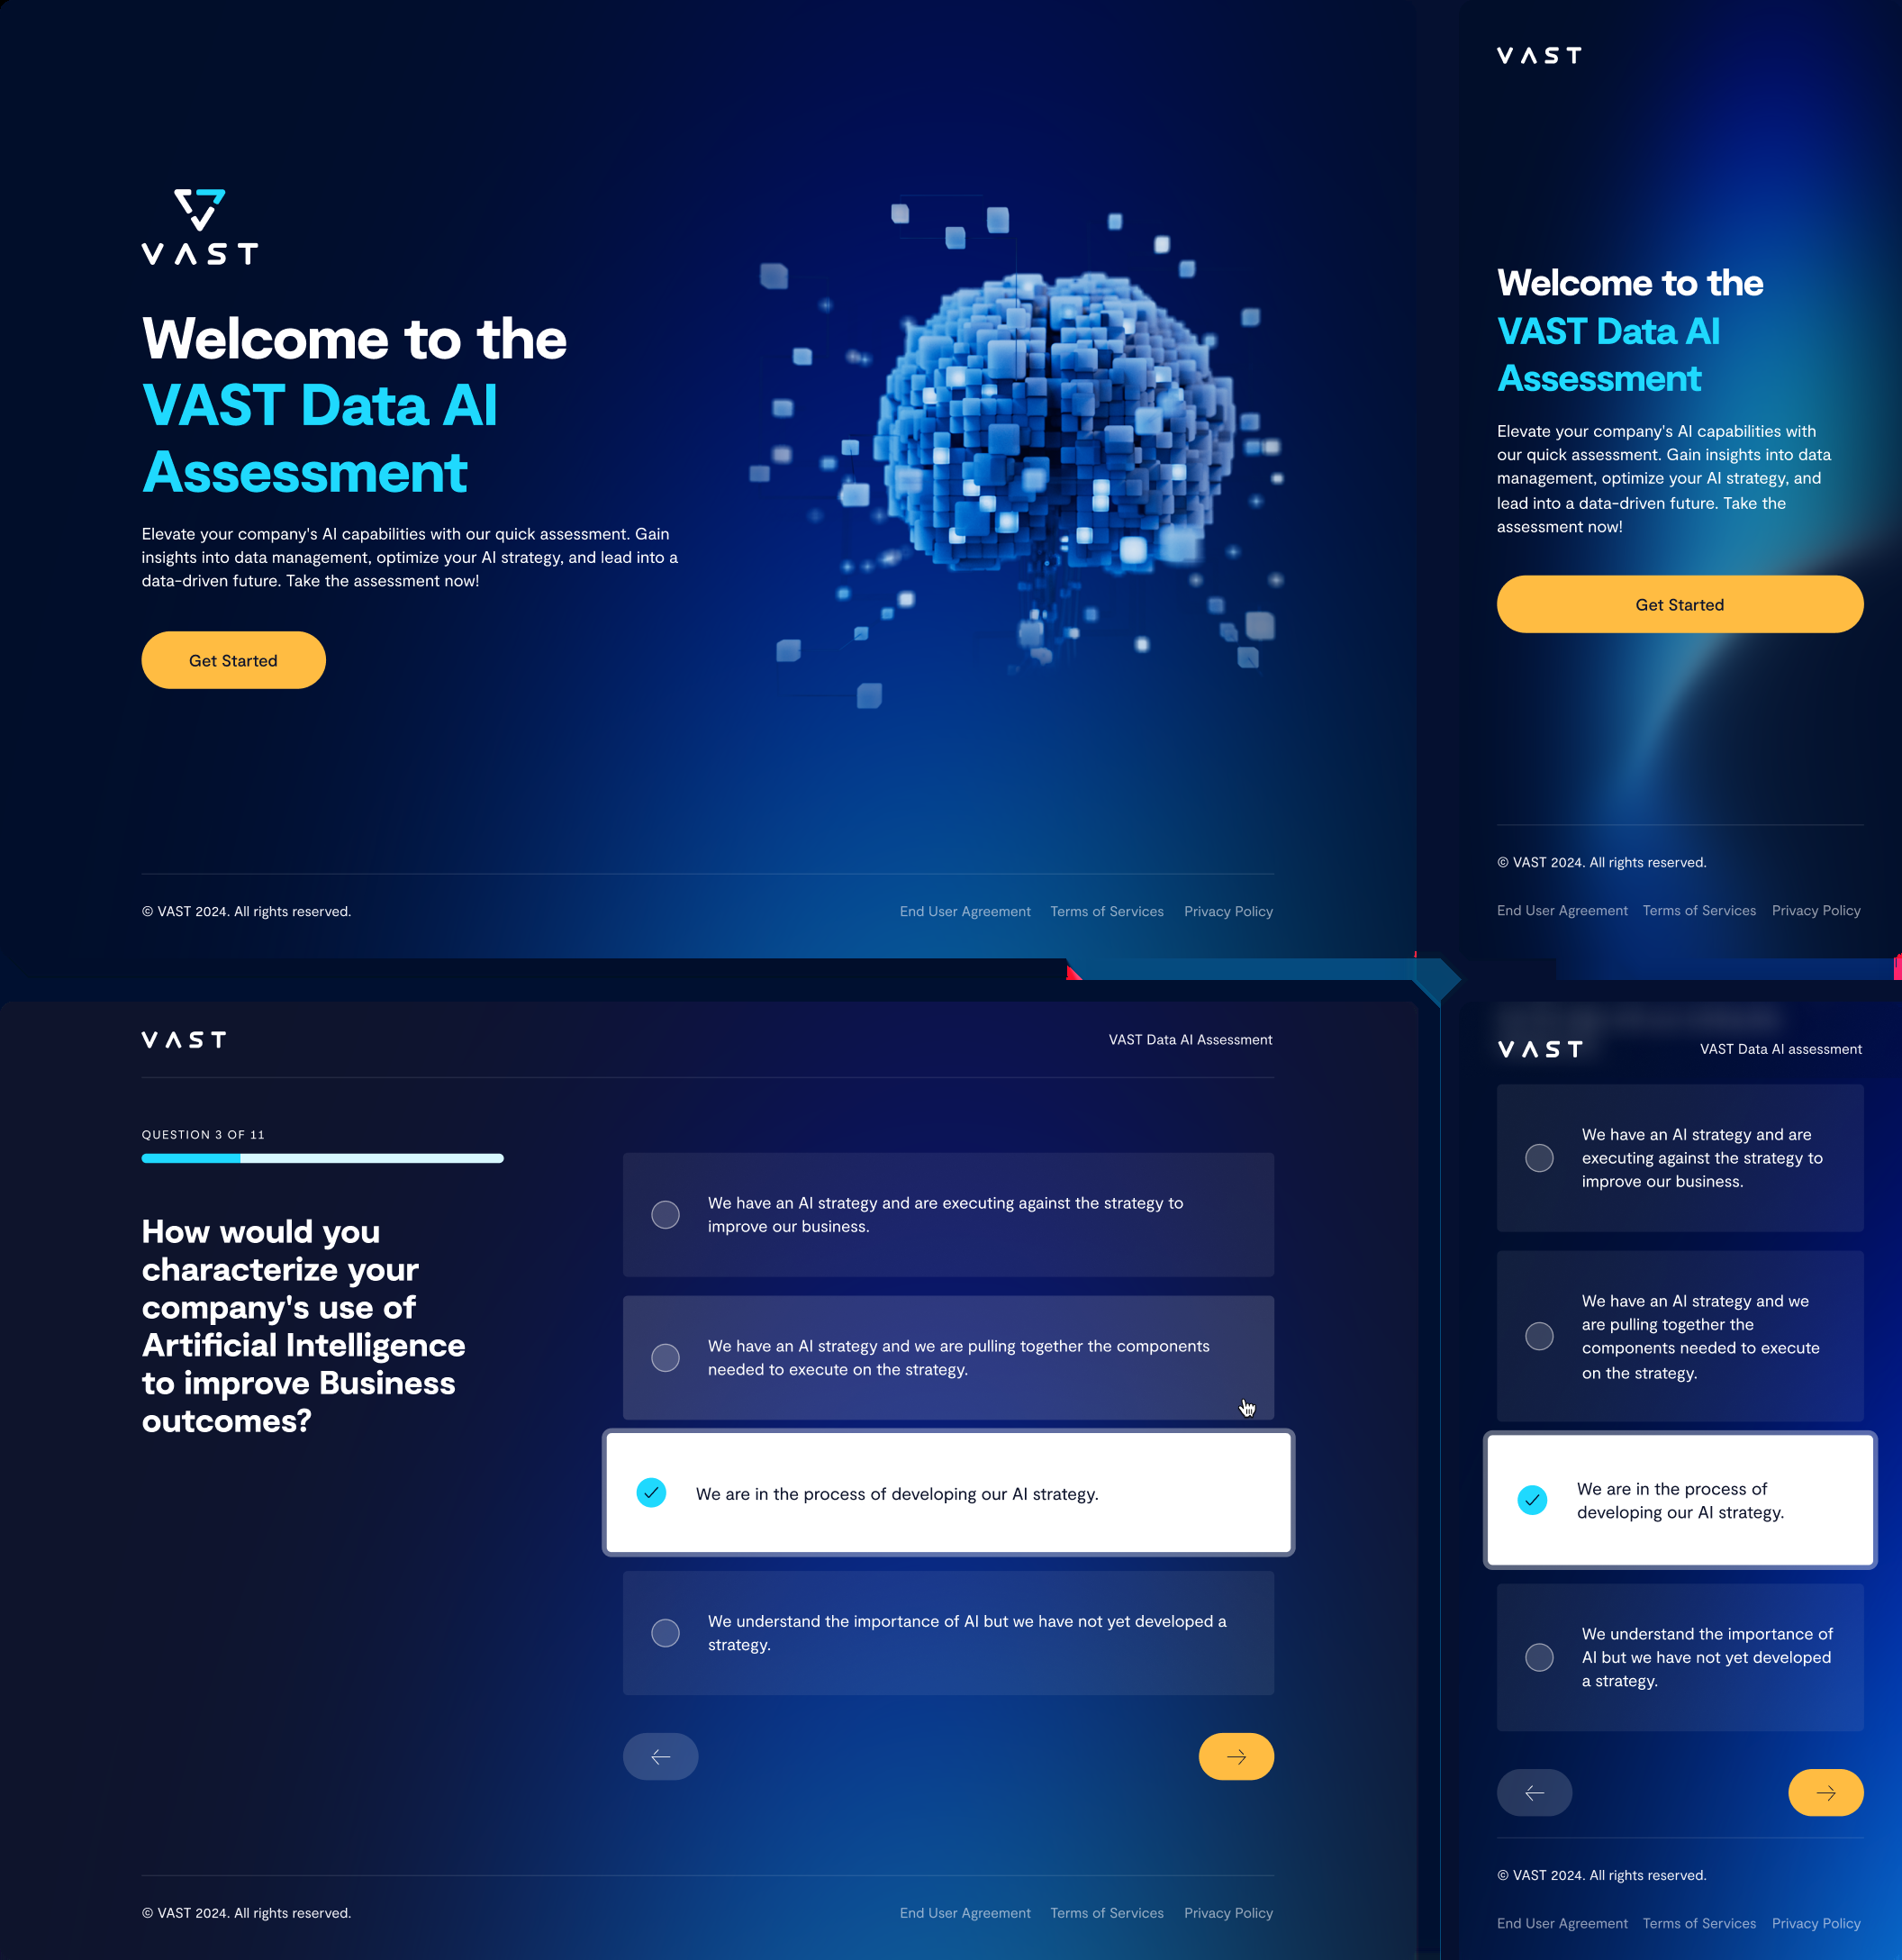 VAST
Welcome to the
VAST Data AI
Assessment
Elevate your company's AI capabilities with our quick assessment. Gain
insights into data management, optimize your AI strategy, and lead into a
data-driven future. Take the assessment now!
Get Started
© VAST 2024. All rights reserved.
End User Agreement Terms of Services Privacy Policy
VAST
Welcome to the
VAST Data AI
Assessment
Elevate your company's AI capabilities with
our quick assessment. Gain insights into data
management, optimize your AI strategy, and
lead into a data-driven future. Take the
assessment now!
Get Started
© VAST 2024. All rights reserved.
End User Agreement Terms of Services Privacy Policy
VAST
VAST Data AI Assessment
QUESTION 3 OF 11
How would you
characterize your
company's use of
Artificial Intelligence
to improve Business
outcomes?
We have an AI strategy and are executing against the strategy to
improve our business.
We have an AI strategy and we are pulling together the components
needed to execute on the strategy.
We are in the process of developing our AI strategy.
We understand the importance of AI but we have not yet developed a
strategy.
© VAST 2024. All rights reserved.
End User Agreement Terms of Services Privacy Policy
VAST
VAST Data AI assessment
We have an AI strategy and are
executing against the strategy to
improve our business.
We have an AI strategy and we
are pulling together the
components needed to execute
on the strategy.
We are in the process of
developing our AI strategy.
We understand the importance of
AI but we have not yet developed
a strategy.
© VAST 2024. All rights reserved.
End User Agreement Terms of Services Privacy Policy